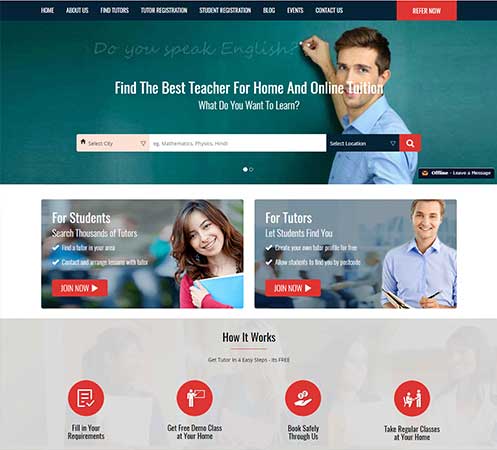 HOME ABOUT US FIND TUTORS TUTOR REGISTRATION STUDENT REGISTRATION BLOG EVENTS CONTACT US REFER NOW
Do you speak English?
Find The Best Teacher For Home And Online Tuition
What Do You Want To Learn?
Select City eg. Mathematics, Physics, Hindi Select Location
Offline - Leave a Message
For Students
Search Thousands of Tutors
Find a tutor in your area
Contact and arrange lessons with tutor
JOIN NOW
For Tutors
Let Students Find You
Create your own tutor profile for free
Allow students to find you by postcode
JOIN NOW
How It Works
Get Tutor In 4 Easy Steps - Its FREE
Fill in Your
Requirements
Get Free Demo Class
at Your Home
Book Safely
Through Us
Take Regular Classes
at Your Home